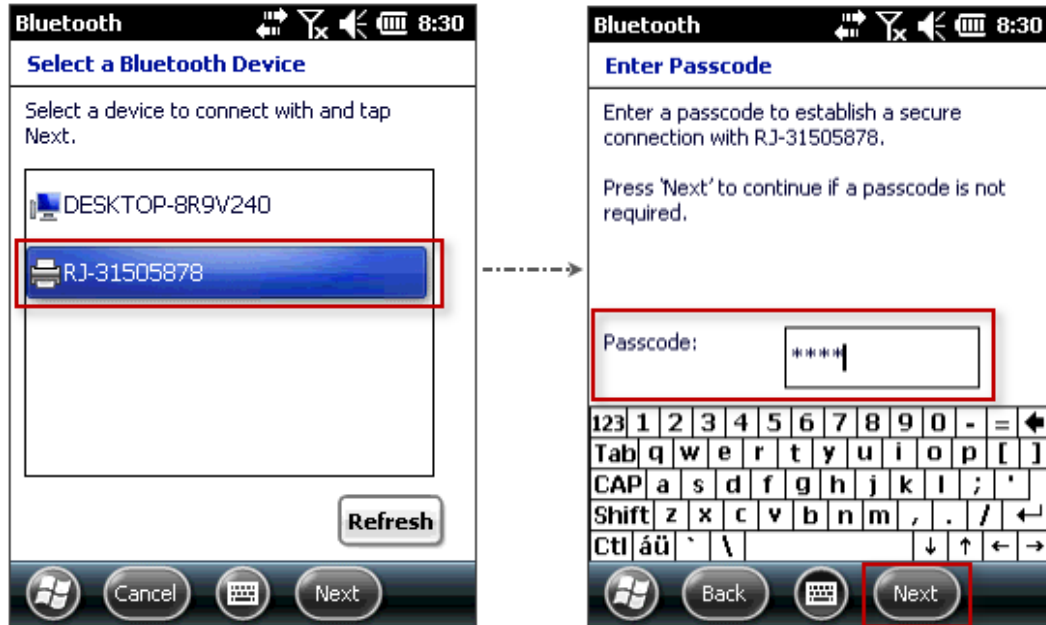 Bluetooth 8:30
Select a Bluetooth Device
Select a device to connect with and tap
Next.
DESKTOP-8R9V240
RJ-31505878
Refresh
Cancel Next
Bluetooth 8:30
Enter Passcode
Enter a passcode to establish a secure
connection with RJ-31505878.
Press 'Next' to continue if a passcode is not
required.
Passcode: ****
123 1 2 3 4 5 6 7 8 9 0 - =
Tab q w e r t y u i o p [ ]
CAP a s d f g h j k l ; '
Shift z x c v b n m , . /
Ctl áü ` \ ↓ ↑ ← →
Back Next